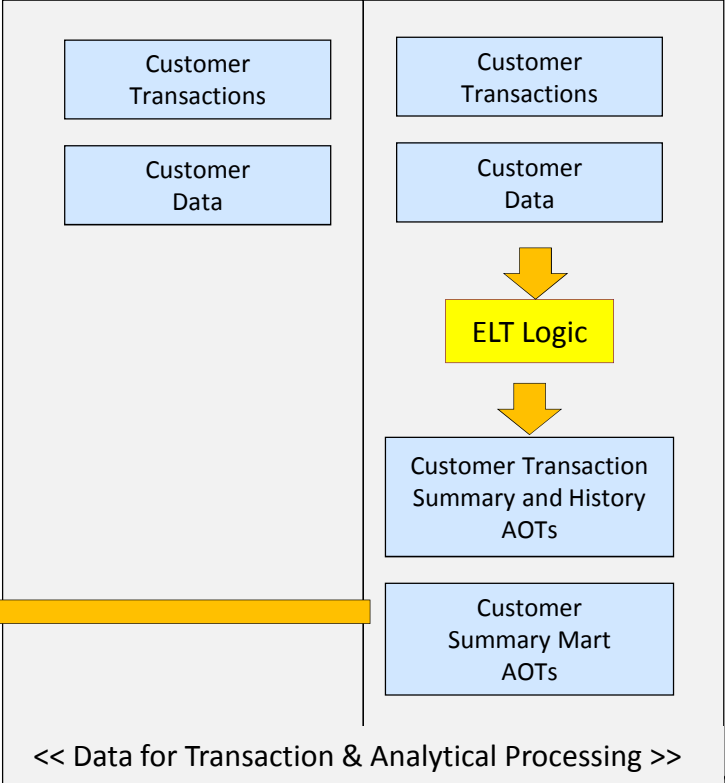 Customer
Transactions
Customer
Data
Customer
Transactions
Customer
Data
ELT Logic
Customer Transaction
Summary and History
AOTs
Customer
Summary Mart
AOTs
<< Data for Transaction & Analytical Processing >>